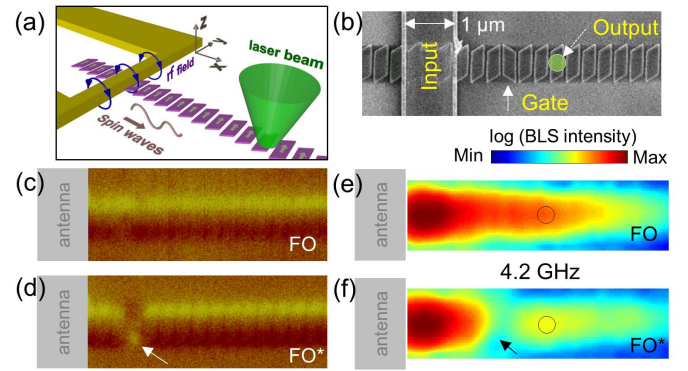 (a)
z
y
x
rf field
laser beam
Spin waves
(b)
1 μm
Output
Input
Gate
log (BLS intensity)
Min
Max
(c)
antenna
FO
(e)
antenna
FO
4.2 GHz
(d)
antenna
FO*
(f)
antenna
FO*